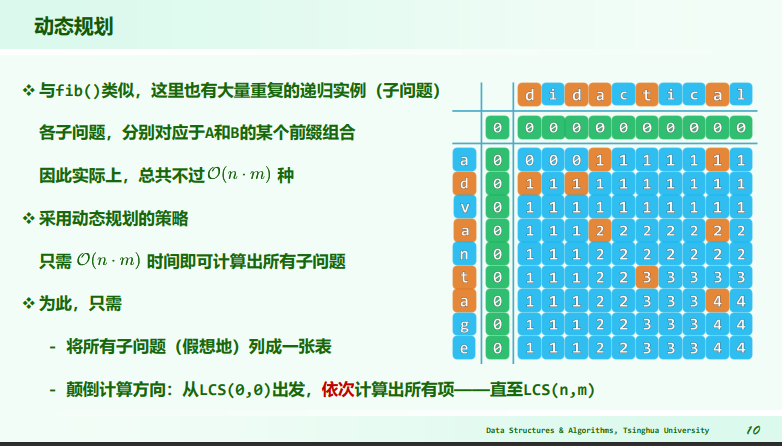 动态规划
❖ 与fib()类似，这里也有大量重复的递归实例（子问题）
各子问题，分别对应于A和B的某个前缀组合
因此实际上，总共不过 𝒪(n · m) 种
❖ 采用动态规划的策略
只需 𝒪(n · m) 时间即可计算出所有子问题
❖ 为此，只需
- 将所有子问题（假想地）列成一张表
- 颠倒计算方向：从LCS(0,0)出发，依次计算出所有项——直至LCS(n,m)
d i d a c t i c a l
0 0 0 0 0 0 0 0 0 0 0
a 0 0 0 0 1 1 1 1 1 1 1
d 0 1 1 1 1 1 1 1 1 1 1
v 0 1 1 1 1 1 1 1 1 1 1
a 0 1 1 1 2 2 2 2 2 2 2
n 0 1 1 1 2 2 2 2 2 2 2
t 0 1 1 1 2 2 3 3 3 3 3
a 0 1 1 1 2 2 3 3 3 4 4
g 0 1 1 1 2 2 3 3 3 4 4
e 0 1 1 1 2 2 3 3 3 4 4
Data Structures & Algorithms, Tsinghua University
10